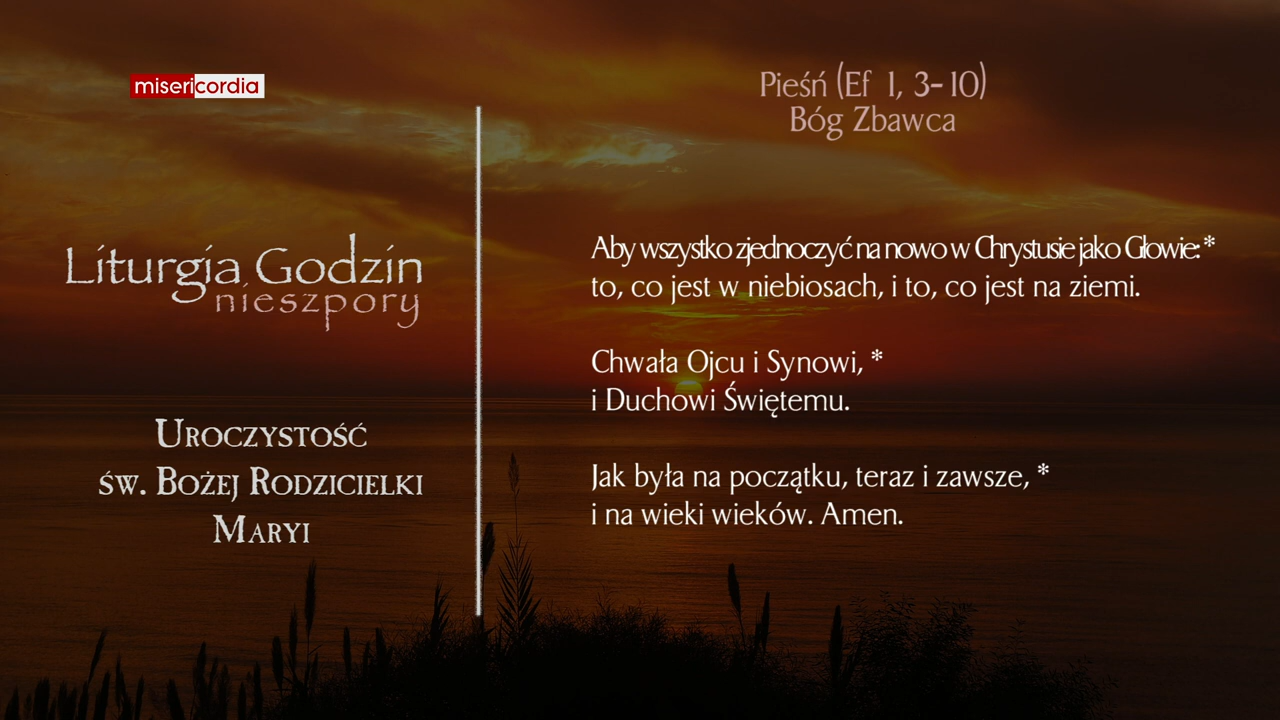 misericordia
Liturgia Godzin
nieszpory
Uroczystość
św. Bożej Rodzicielki
Maryi
Pieśń (Ef 1, 3-10)
Bóg Zbawca
Aby wszystko zjednoczyć na nowo w Chrystusie jako Głowie: *
to, co jest w niebiosach, i to, co jest na ziemi.
Chwała Ojcu i Synowi, *
i Duchowi Świętemu.
Jak była na początku, teraz i zawsze, *
i na wieki wieków. Amen.